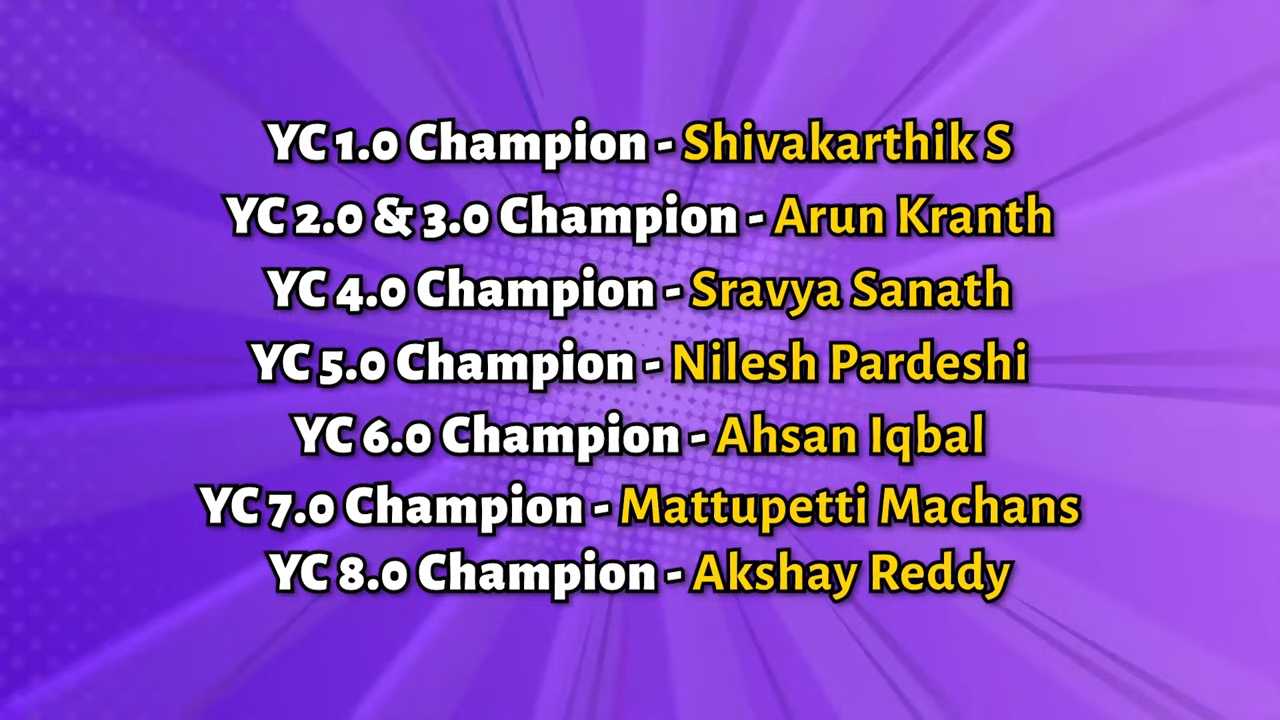 YC 1.0 Champion - Shivakarthik S
YC 2.0 & 3.0 Champion - Arun Kranth
YC 4.0 Champion - Sravya Sanath
YC 5.0 Champion - Nilesh Pardeshi
YC 6.0 Champion - Ahsan Iqbal
YC 7.0 Champion - Mattupetti Machans
YC 8.0 Champion - Akshay Reddy